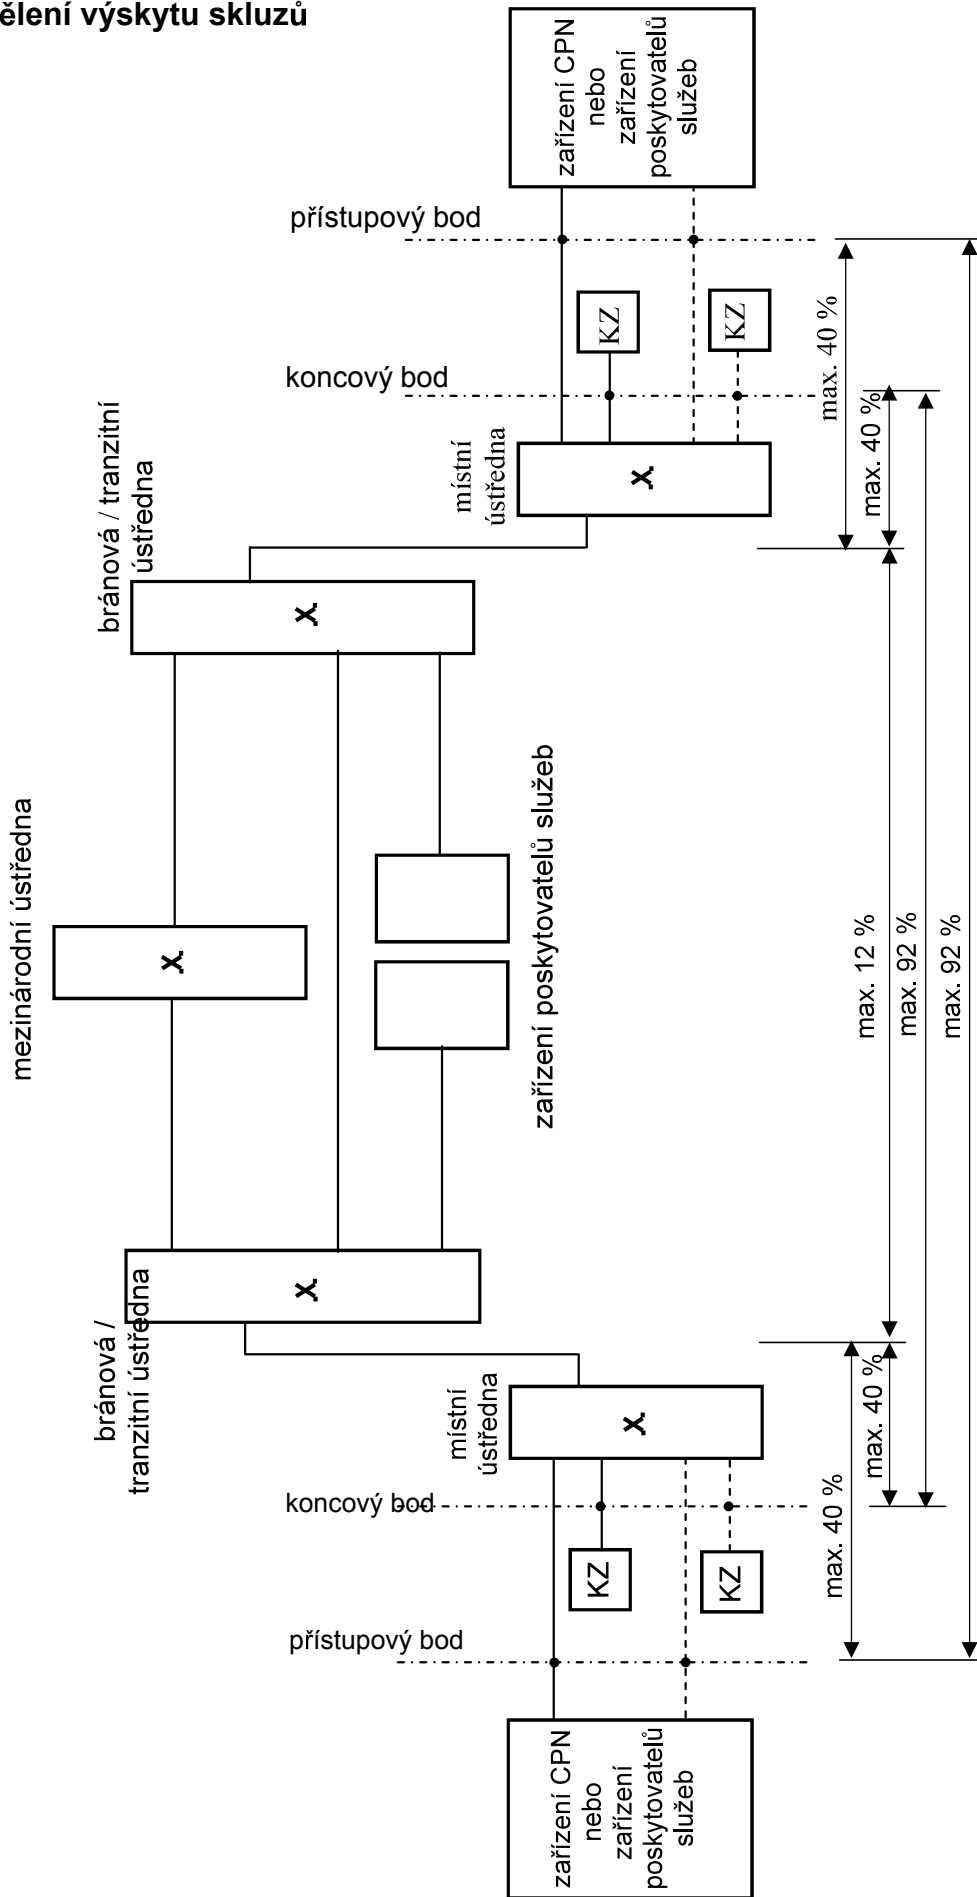 ělení výskytu skluzů
zařízení CPN
nebo
zařízení
poskytovatelů
služeb
přístupový bod
KZ
KZ
max. 40 %
koncový bod
max. 40 %
místní
ústředna
X
bránová / tranzitní
ústředna
X
mezinárodní ústředna
X
zařízení poskytovatelů služeb
max. 12 %
max. 92 %
max. 92 %
bránová /
tranzitní ústředna
X
místní
ústředna
X
max. 40 %
koncový bod
max. 40 %
KZ
KZ
přístupový bod
zařízení CPN
nebo
zařízení
poskytovatelů
služeb